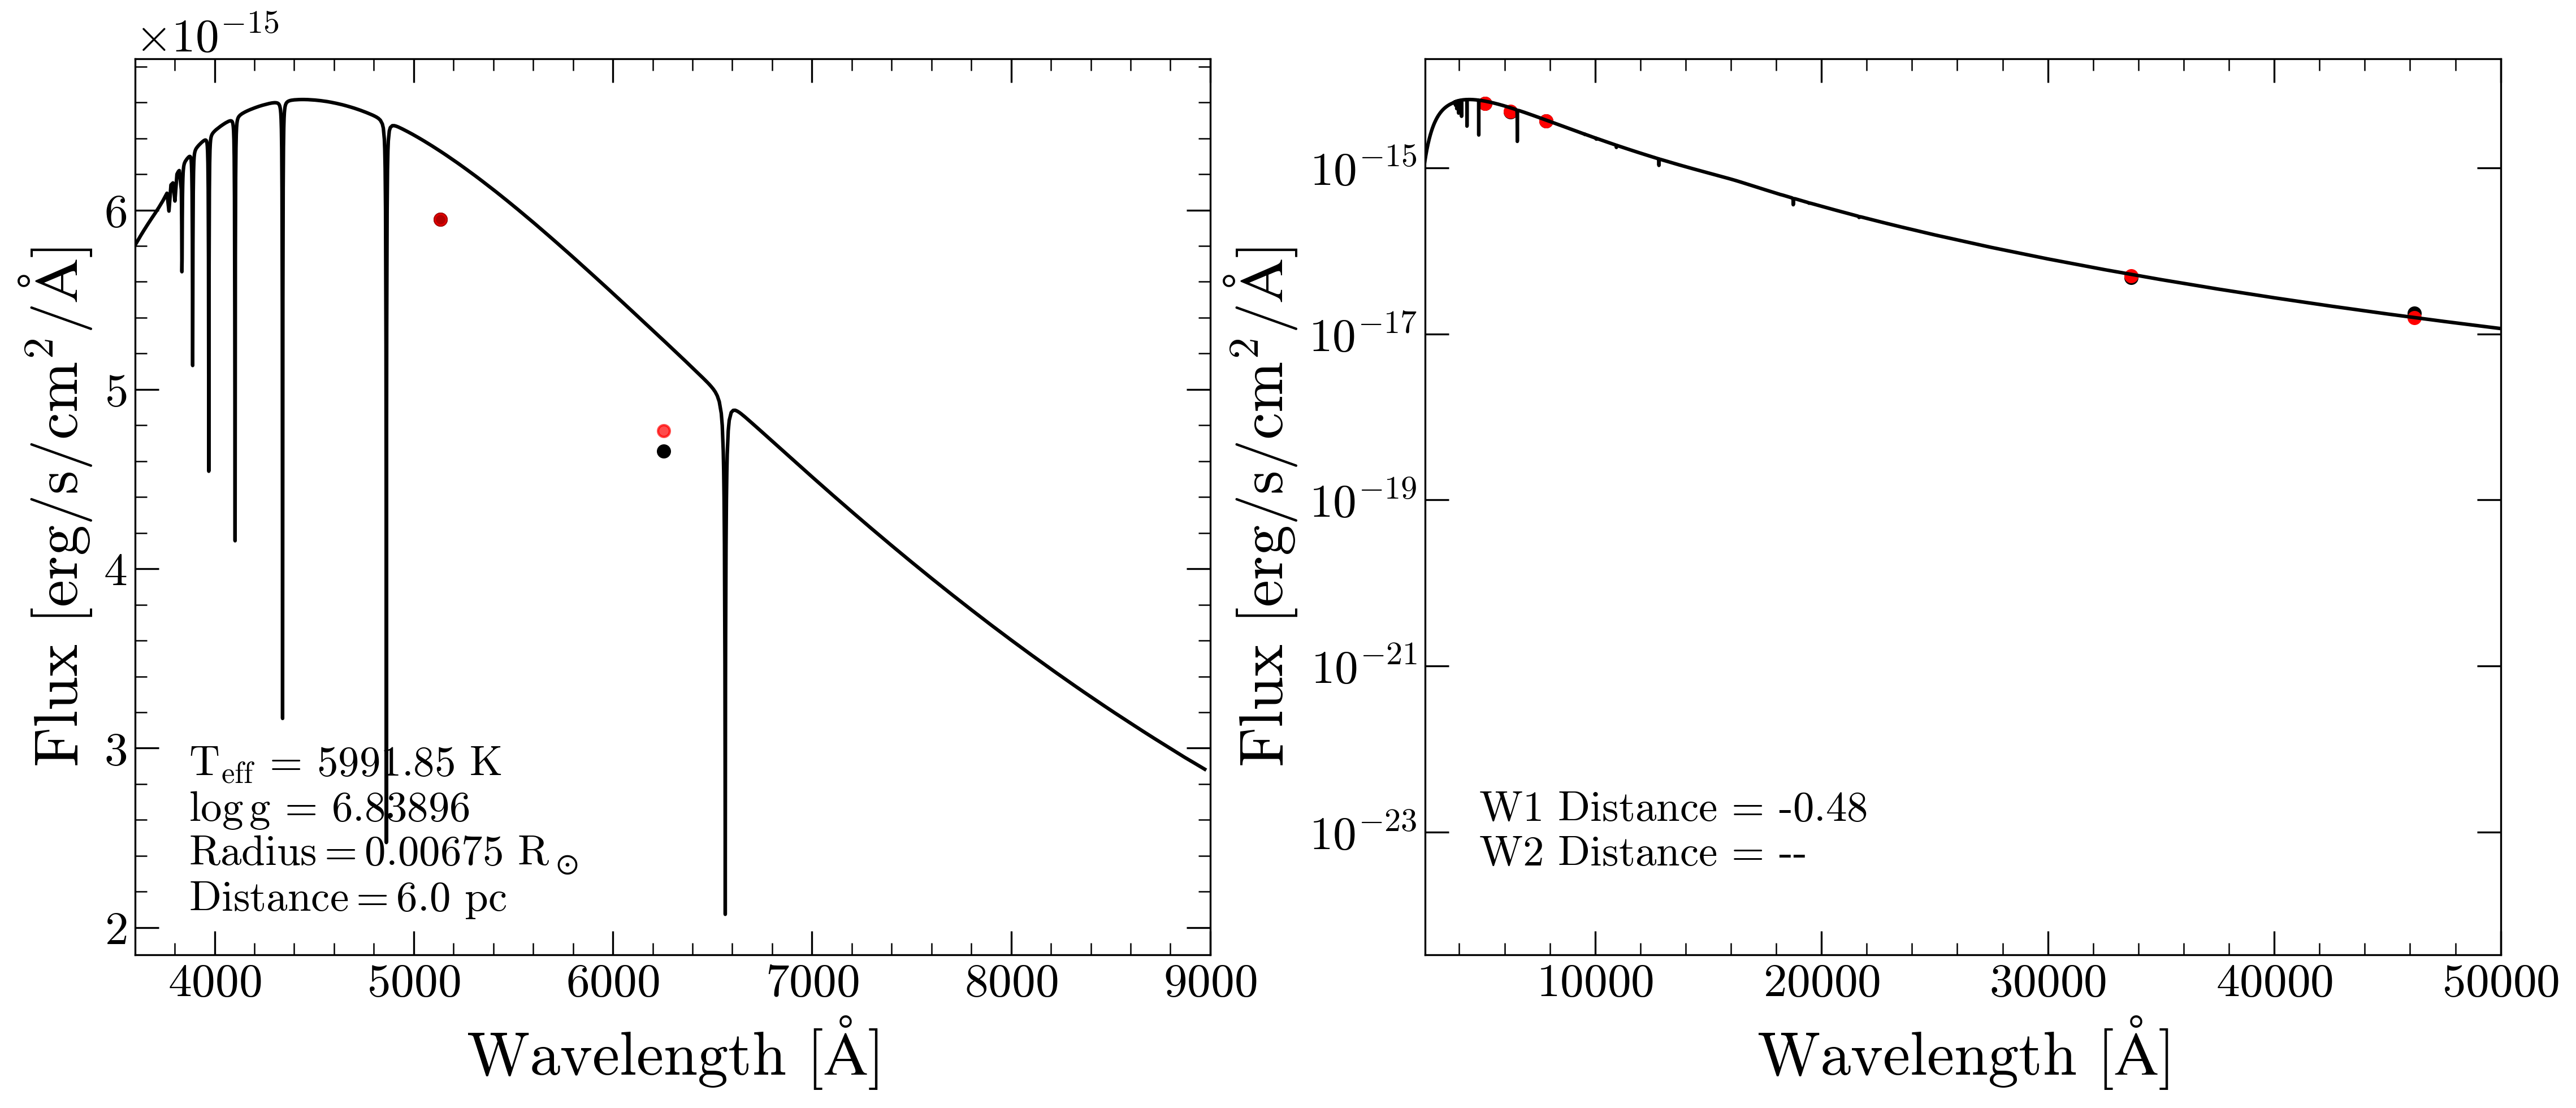 ×10⁻¹⁵
6
5
4
3
2
Flux [erg/s/cm²/Å]
T_eff = 5991.85 K
log g = 6.83896
Radius = 0.00675 R_⊙
Distance = 6.0 pc
4000 5000 6000 7000 8000 9000
Wavelength [Å]
10⁻¹⁵
10⁻¹⁷
10⁻¹⁹
10⁻²¹
10⁻²³
Flux [erg/s/cm²/Å]
W1 Distance = -0.48
W2 Distance = --
10000 20000 30000 40000 50000
Wavelength [Å]